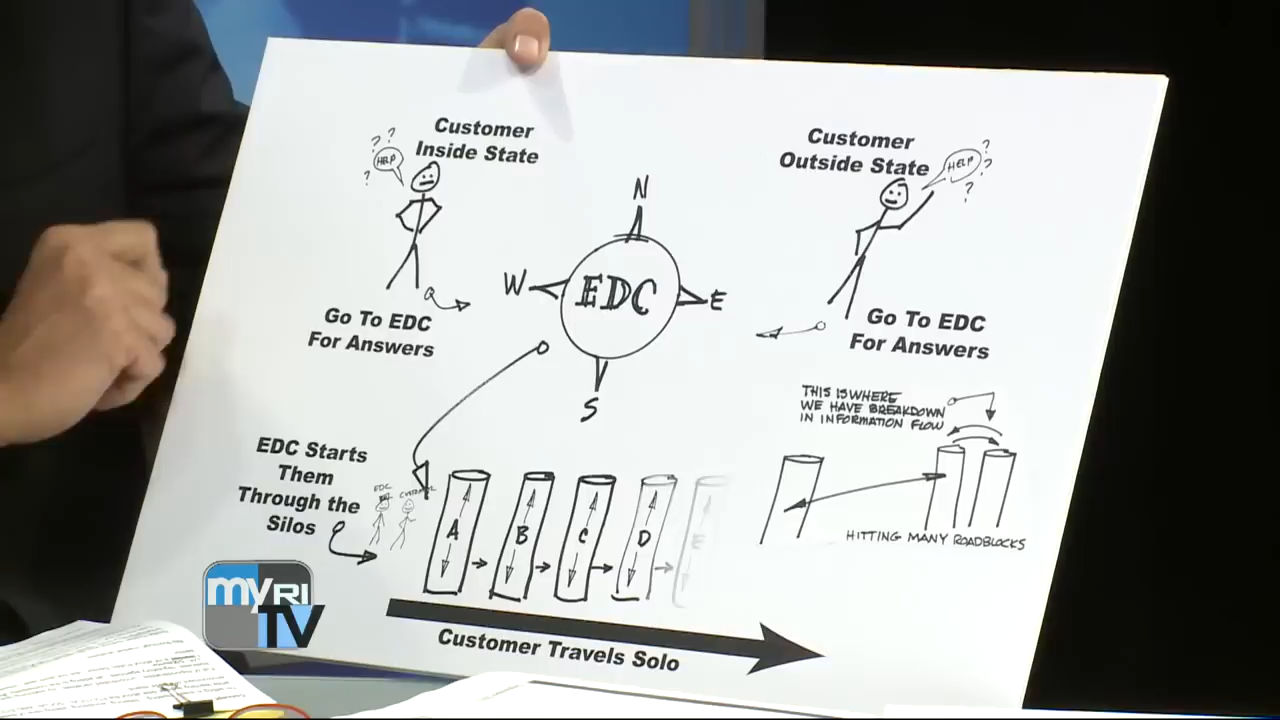 Customer
Inside State
? ?
?
HELP
Go To EDC
For Answers
N
W
EDC
E
S
Customer
Outside State
HELP
?
?
?
Go To EDC
For Answers
THIS IS WHERE
WE HAVE BREAKDOWN
IN INFORMATION FLOW
HITTING MANY ROADBLOCKS
EDC Starts
Them
Through the
Silos
EDC
CUSTOMER
A
B
C
D
E
Customer Travels Solo
myRI
TV